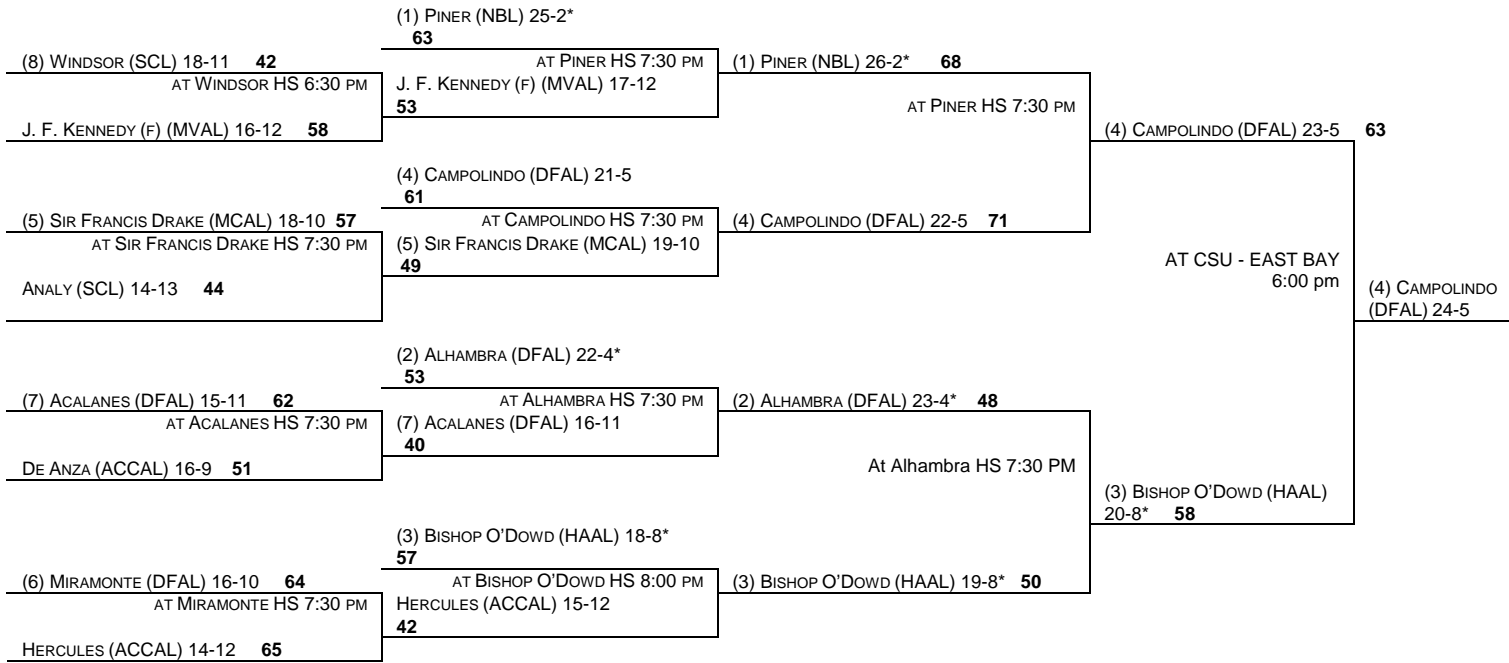 (1) PINER (NBL) 25-2*
63
(8) WINDSOR (SCL) 18-11 42
AT WINDSOR HS 6:30 PM
J. F. KENNEDY (F) (MVAL) 16-12 58
AT PINER HS 7:30 PM
J. F. KENNEDY (F) (MVAL) 17-12
53
(1) PINER (NBL) 26-2* 68
AT PINER HS 7:30 PM
(4) CAMPOLINDO (DFAL) 23-5 63
(4) CAMPOLINDO (DFAL) 21-5
61
(5) SIR FRANCIS DRAKE (MCAL) 18-10 57
AT SIR FRANCIS DRAKE HS 7:30 PM
ANALY (SCL) 14-13 44
AT CAMPOLINDO HS 7:30 PM
(5) SIR FRANCIS DRAKE (MCAL) 19-10
49
(4) CAMPOLINDO (DFAL) 22-5 71
AT CSU - EAST BAY
6:00 pm
(4) CAMPOLINDO
(DFAL) 24-5
(2) ALHAMBRA (DFAL) 22-4*
53
(7) ACALANES (DFAL) 15-11 62
AT ACALANES HS 7:30 PM
DE ANZA (ACCAL) 16-9 51
AT ALHAMBRA HS 7:30 PM
(7) ACALANES (DFAL) 16-11
40
(2) ALHAMBRA (DFAL) 23-4* 48
At Alhambra HS 7:30 PM
(3) BISHOP O'DOWD (HAAL)
20-8* 58
(3) BISHOP O'DOWD (HAAL) 18-8*
57
(6) MIRAMONTE (DFAL) 16-10 64
AT MIRAMONTE HS 7:30 PM
HERCULES (ACCAL) 14-12 65
AT BISHOP O'DOWD HS 8:00 PM
HERCULES (ACCAL) 15-12
42
(3) BISHOP O'DOWD (HAAL) 19-8* 50